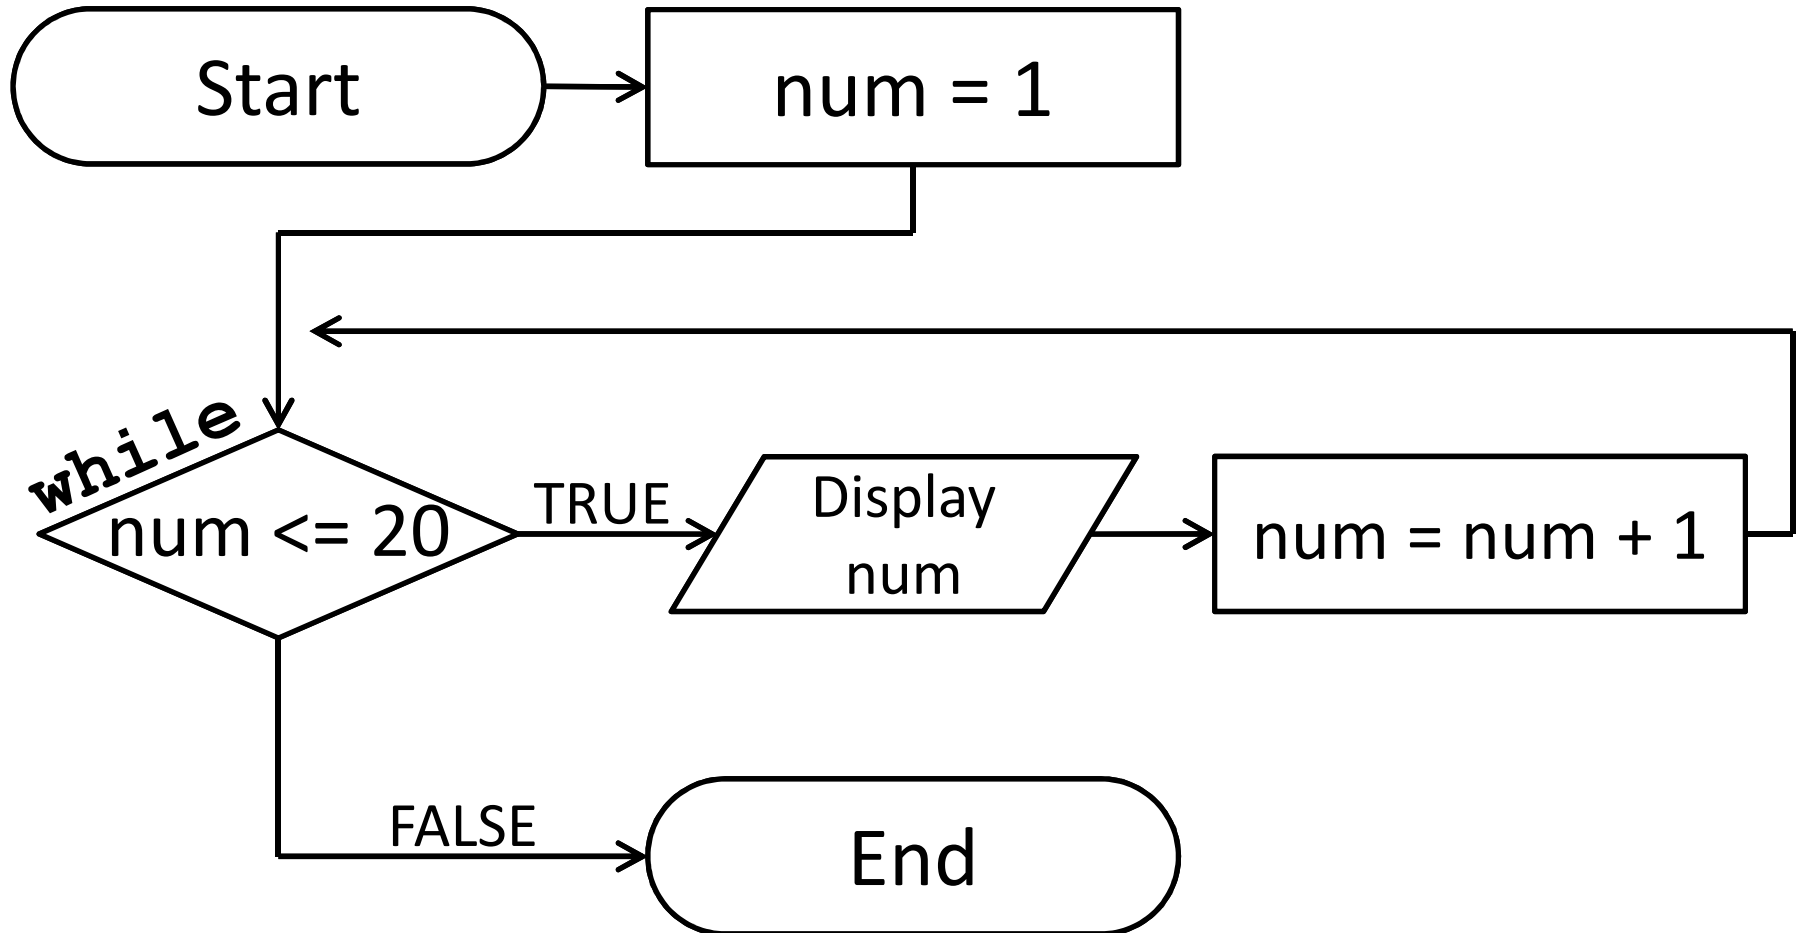 Start
num = 1
while
num <= 20
TRUE
Display
num
num = num + 1
FALSE
End